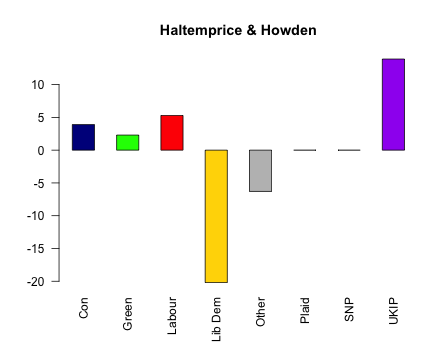 Haltemprice & Howden
10
5
0
-5
-10
-15
-20
Con
Green
Labour
Lib Dem
Other
Plaid
SNP
UKIP